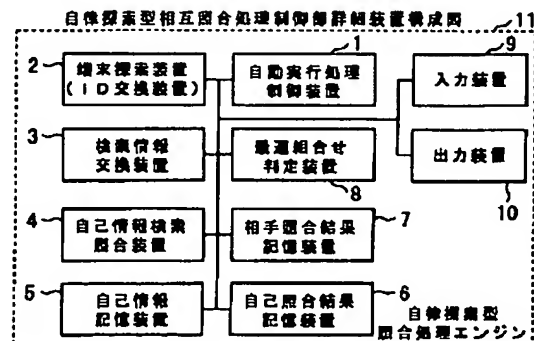 自律探索型相互照合処理制御部詳細装置構成図
11
1
自動実行処理
制御装置
2
端末探索装置
(ID交換装置)
9
入力装置
3
検索情報
交換装置
最適組合せ
判定装置
8
出力装置
10
4
自己情報検索
照合装置
相手照合結果
記憶装置
7
5
自己情報
記憶装置
自己照合結果
記憶装置
6
自律探索型
照合処理エンジン